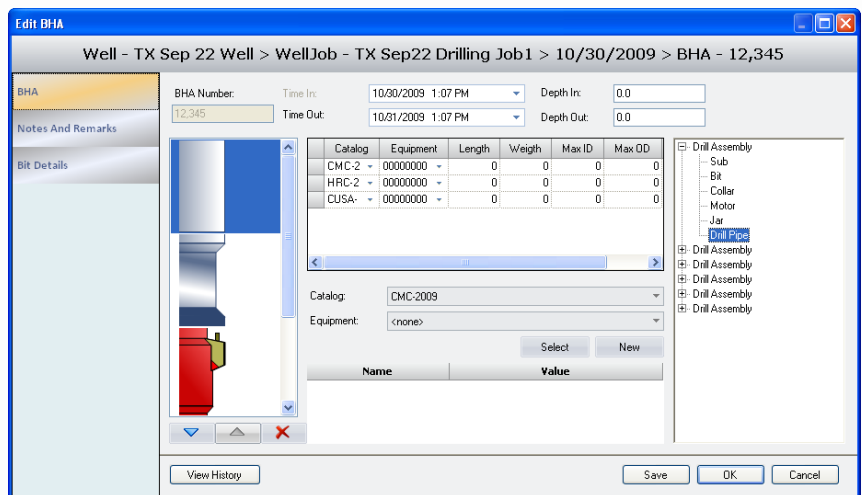 Edit BHA
Well - TX Sep 22 Well > WellJob - TX Sep22 Drilling Job1 > 10/30/2009 > BHA - 12,345
BHA
Notes And Remarks
Bit Details
BHA Number: Time In: 10/30/2009 1:07 PM Depth In: 0.0
12,345 Time Out: 10/31/2009 1:07 PM Depth Out: 0.0
Catalog Equipment Length Weigth Max ID Max OD
CMC-2 00000000 0 0 0 0
HRC-2 00000000 0 0 0 0
CUSA- 00000000 0 0 0 0
Catalog: CMC-2009
Equipment: <none>
Select New
Name Value
Drill Assembly
Sub
Bit
Collar
Motor
Jar
Drill Pipe
Drill Assembly
Drill Assembly
Drill Assembly
Drill Assembly
Drill Assembly
View History Save OK Cancel